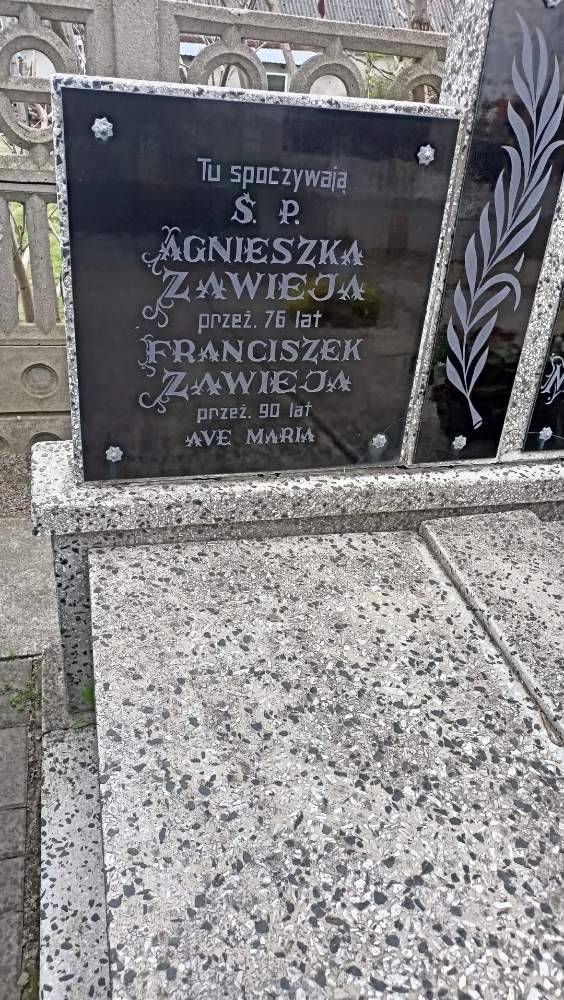 Tu spoczywają
Ś. P.
AGNIESZKA
ZAWIEJA
przeż. 76 lat
FRANCISZEK
ZAWIEJA
przeż. 90 lat
AVE MARIA